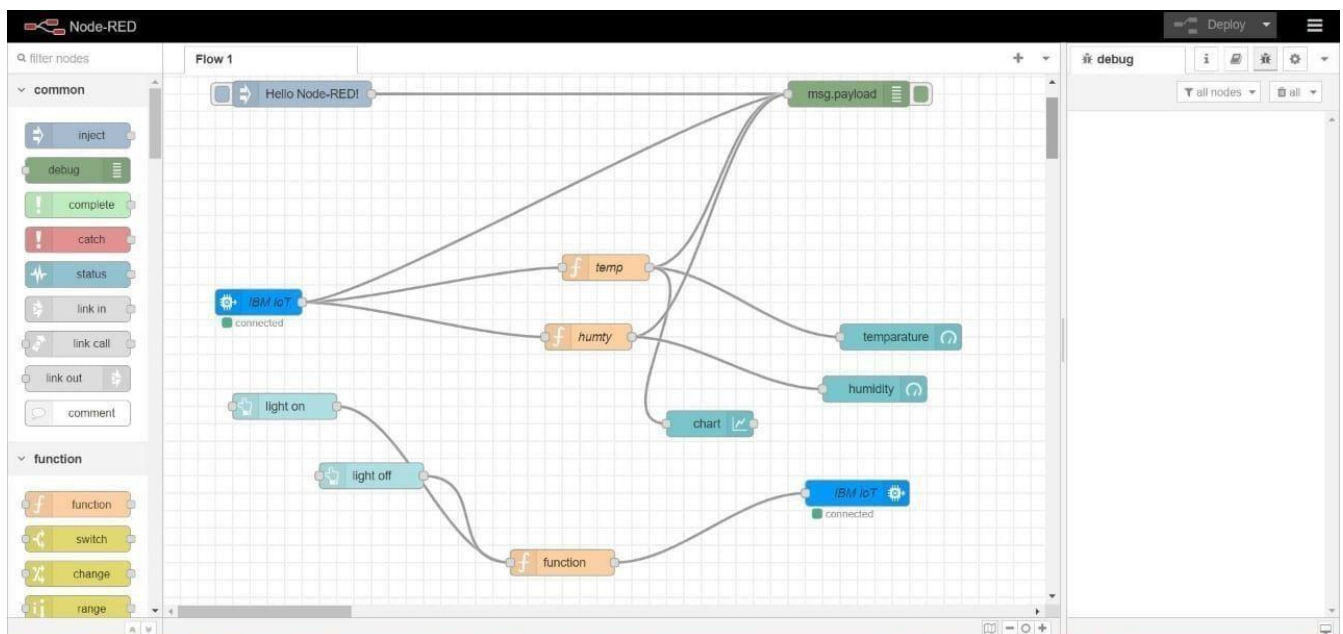 Node-RED
Deploy
filter nodes
Flow 1
debug
i
all nodes
all
common
inject
debug
complete
catch
status
link in
link call
link out
comment
function
function
switch
change
range
Hello Node-RED!
msg.payload
temp
IBM IoT
connected
humty
temparature
humidity
light on
chart
light off
IBM IoT
connected
function